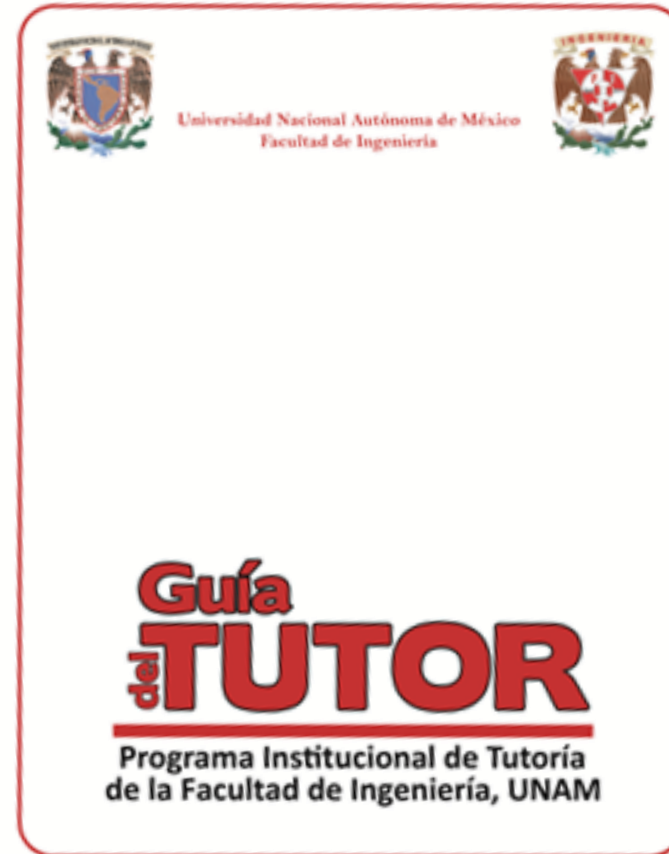 INGENIERIA
Universidad Nacional Autónoma de México
Facultad de Ingeniería
Guía
del TUTOR
Programa Institucional de Tutoría
de la Facultad de Ingeniería, UNAM